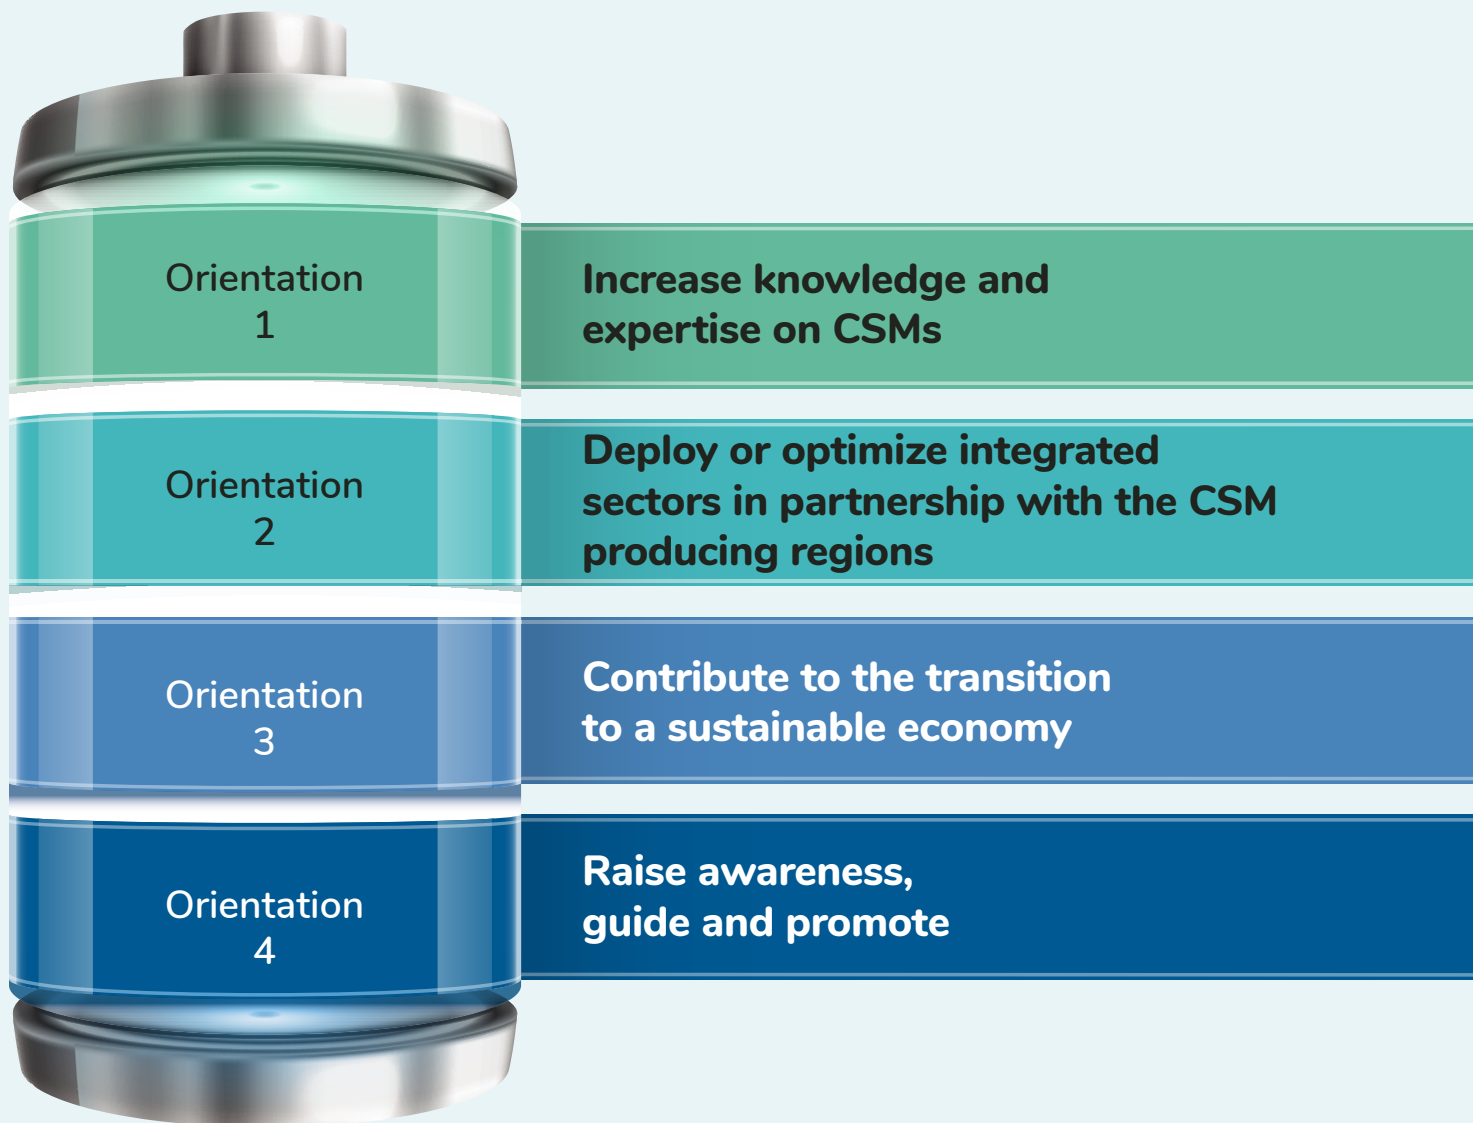 Orientation
1
Increase knowledge and
expertise on CSMs
Orientation
2
Deploy or optimize integrated
sectors in partnership with the CSM
producing regions
Orientation
3
Contribute to the transition
to a sustainable economy
Orientation
4
Raise awareness,
guide and promote